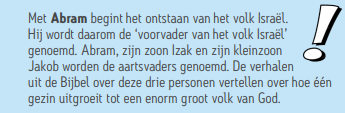 Met Abram begint het ontstaan van het volk Israël.
Hij wordt daarom de ‘voorvader van het volk Israël’
genoemd. Abram, zijn zoon Izak en zijn kleinzoon
Jakob worden de aartsvaders genoemd. De verhalen
uit de Bijbel over deze drie personen vertellen over hoe één
gezin uitgroeit tot een enorm groot volk van God.
!